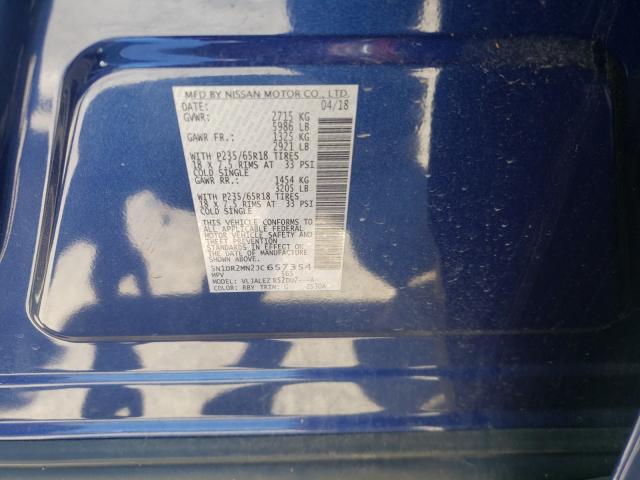 MFD BY NISSAN MOTOR CO., LTD.
DATE: 04/18
GVWR: 2715 KG
5986 LB
GAWR FR.: 1325 KG
2921 LB
WITH P235/65R18 TIRES
18 X 7.5 RIMS AT 33 PSI
COLD SINGLE
GAWR RR.: 1454 KG
3205 LB
WITH P235/65R18 TIRES
18 X 7.5 RIMS AT 33 PSI
COLD SINGLE
THIS VEHICLE CONFORMS TO
ALL APPLICABLE FEDERAL
MOTOR VEHICLE SAFETY AND
THEFT PREVENTION
STANDARDS IN EFFECT ON
THE DATE OF MANUFACTURE
SHOWN ABOVE.
5N1DR2MN2JC657354
MPV
MODEL:
COLOR: RBY TRIM: G